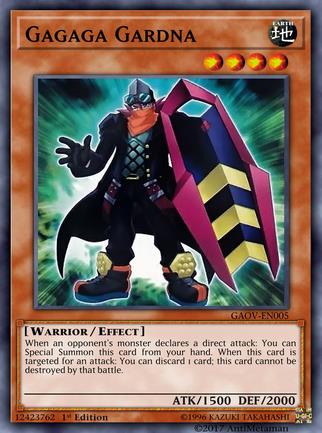 Gagaga Gardna
EARTH
地
GAOV-EN005
[Warrior / Effect]
When an opponent's monster declares a direct attack: You can
Special Summon this card from your hand. When this card is
targeted for an attack: You can discard 1 card; this card cannot be
destroyed by that battle.
ATK/1500 DEF/2000
12423762 1st Edition ©1996 KAZUKI TAKAHASHI
©2017 AntiMetaman